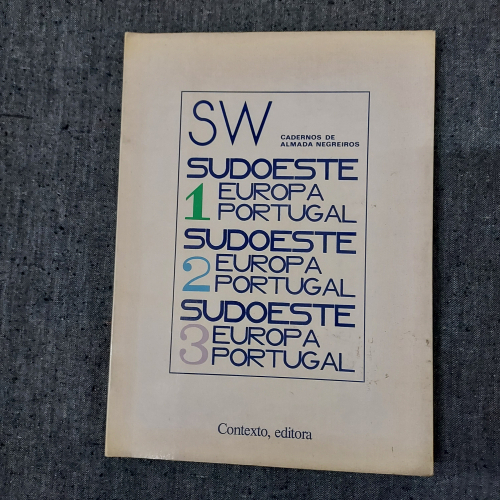 SW
CADERNOS DE
ALMADA NEGREIROS
SUDOESTE
1 EUROPA
PORTUGAL
SUDOESTE
2 EUROPA
PORTUGAL
SUDOESTE
3 EUROPA
PORTUGAL
Contexto, editora